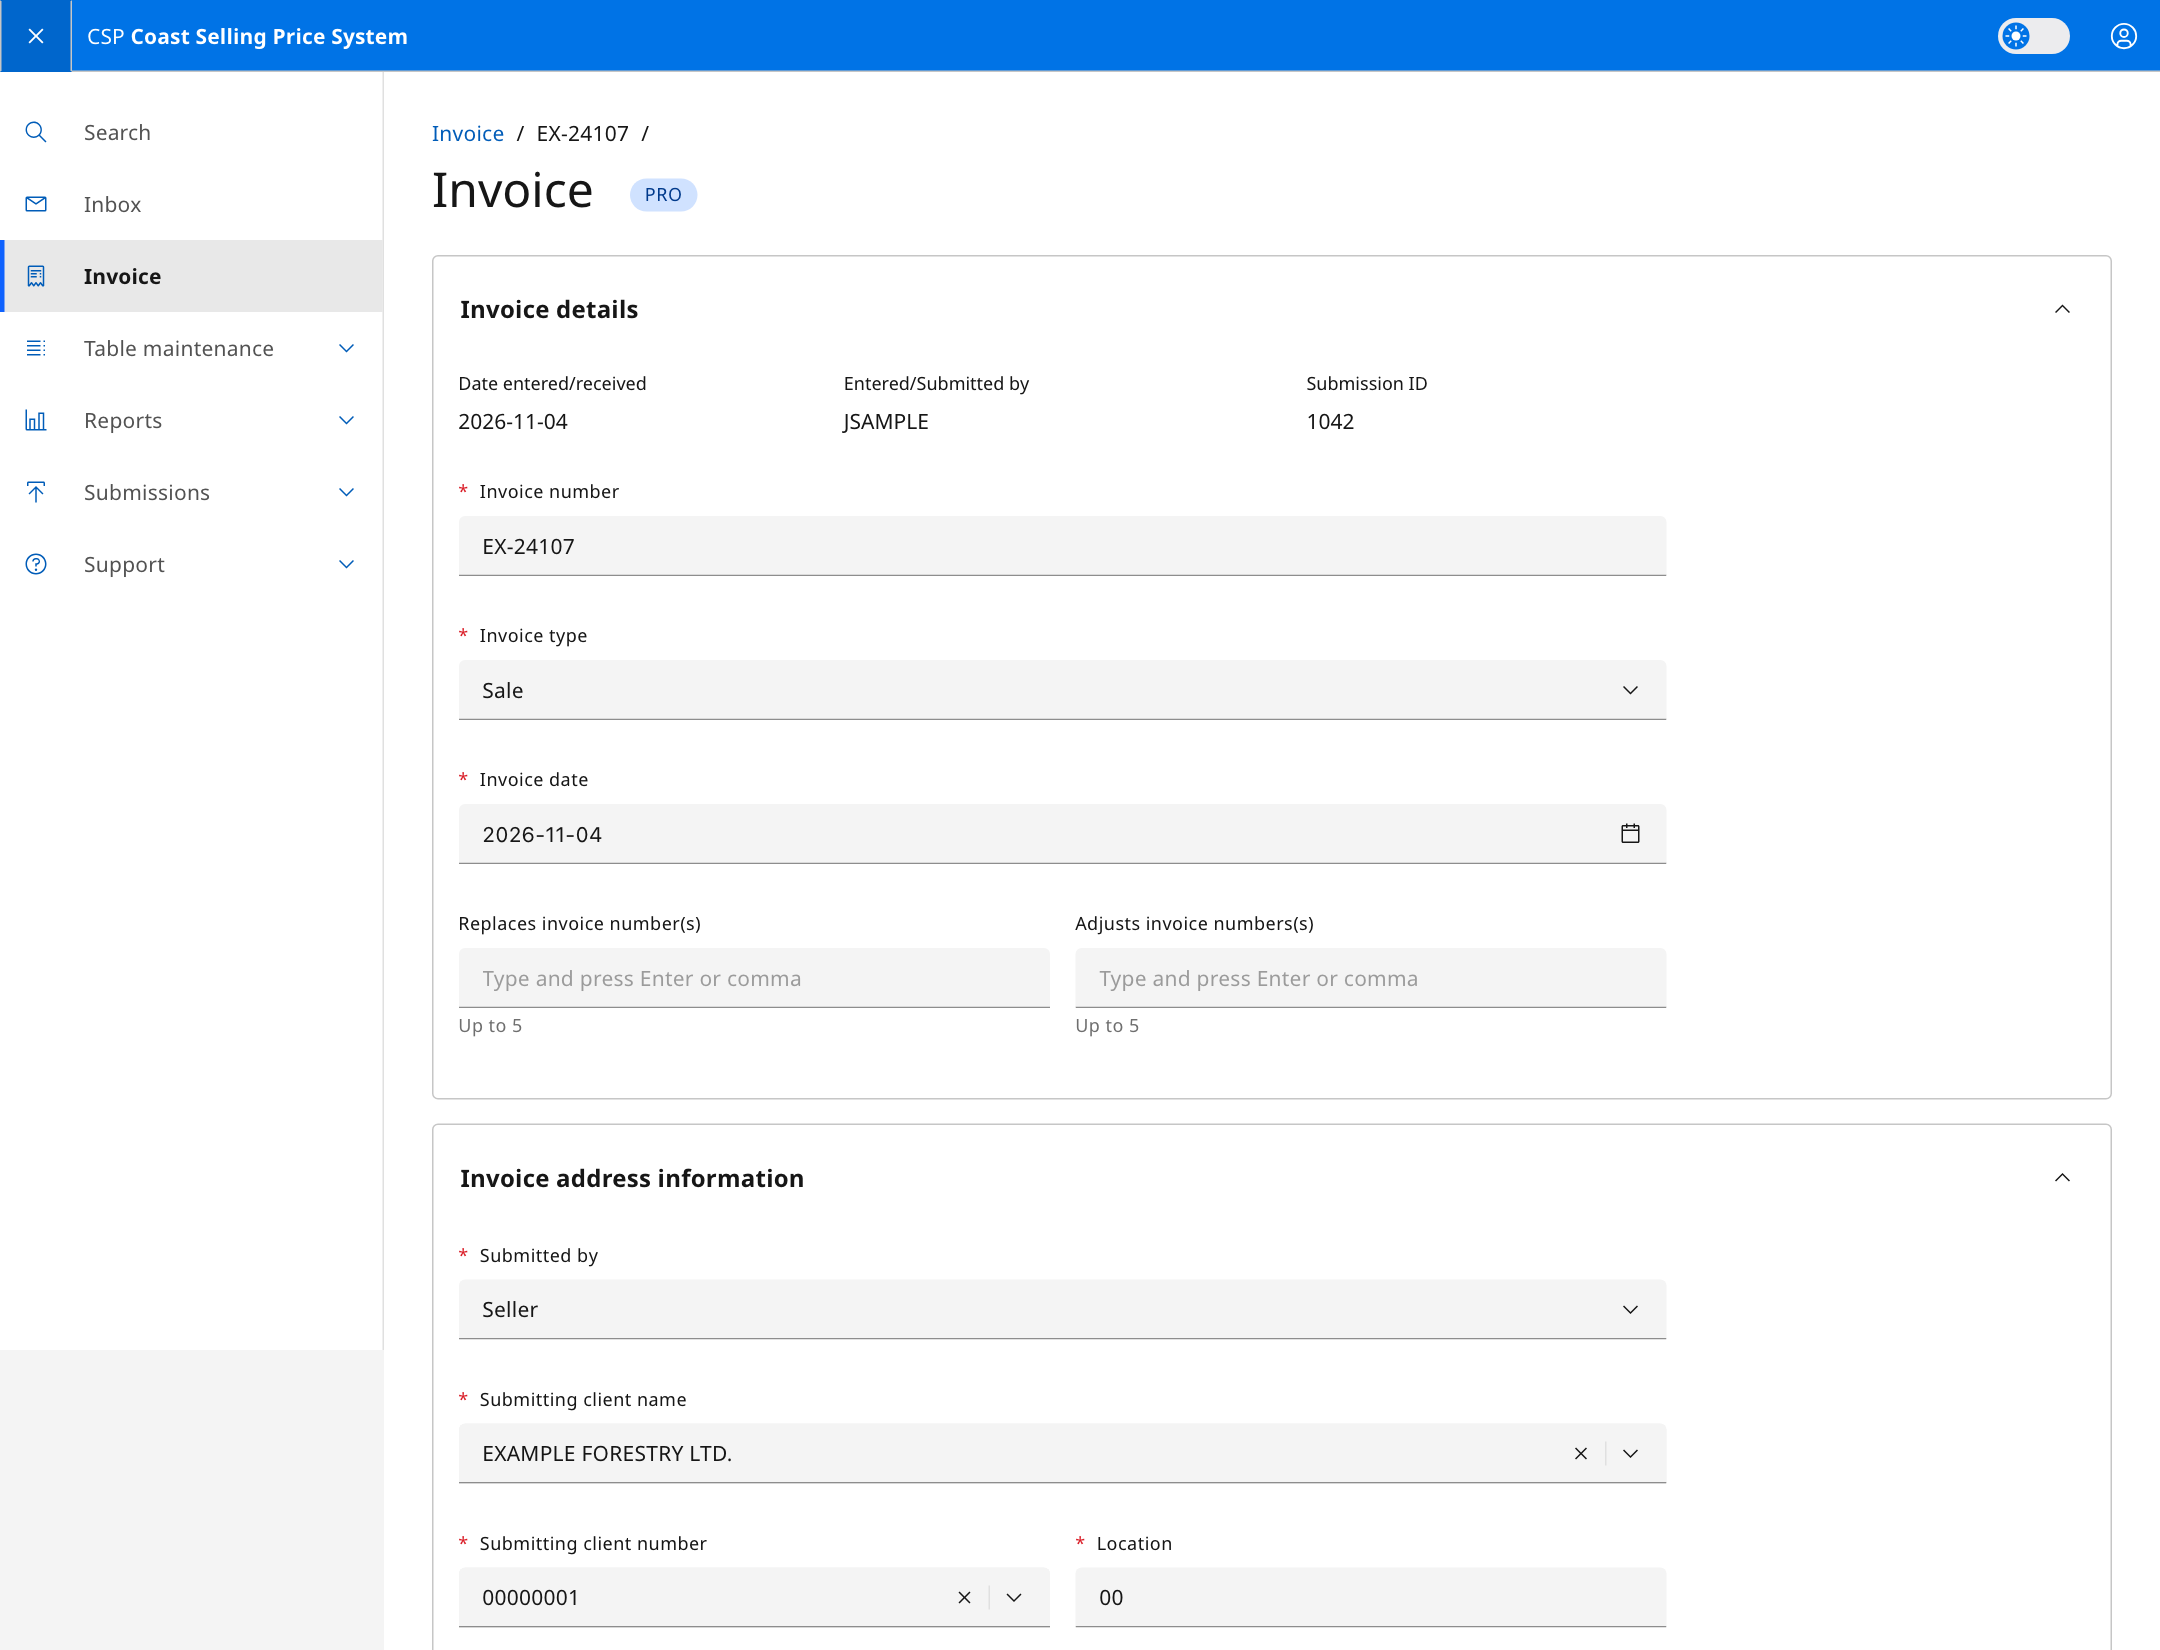 CSP Coast Selling Price System
Search
Inbox
Invoice
Table maintenance
Reports
Submissions
Support
Invoice / EX-24107 /
Invoice PRO
Invoice details
Date entered/received Entered/Submitted by Submission ID
2026-11-04 JSAMPLE 1042
* Invoice number
EX-24107
* Invoice type
Sale
* Invoice date
2026-11-04
Replaces invoice number(s) Adjusts invoice numbers(s)
Type and press Enter or comma Type and press Enter or comma
Up to 5 Up to 5
Invoice address information
* Submitted by
Seller
* Submitting client name
EXAMPLE FORESTRY LTD.
* Submitting client number * Location
00000001 00